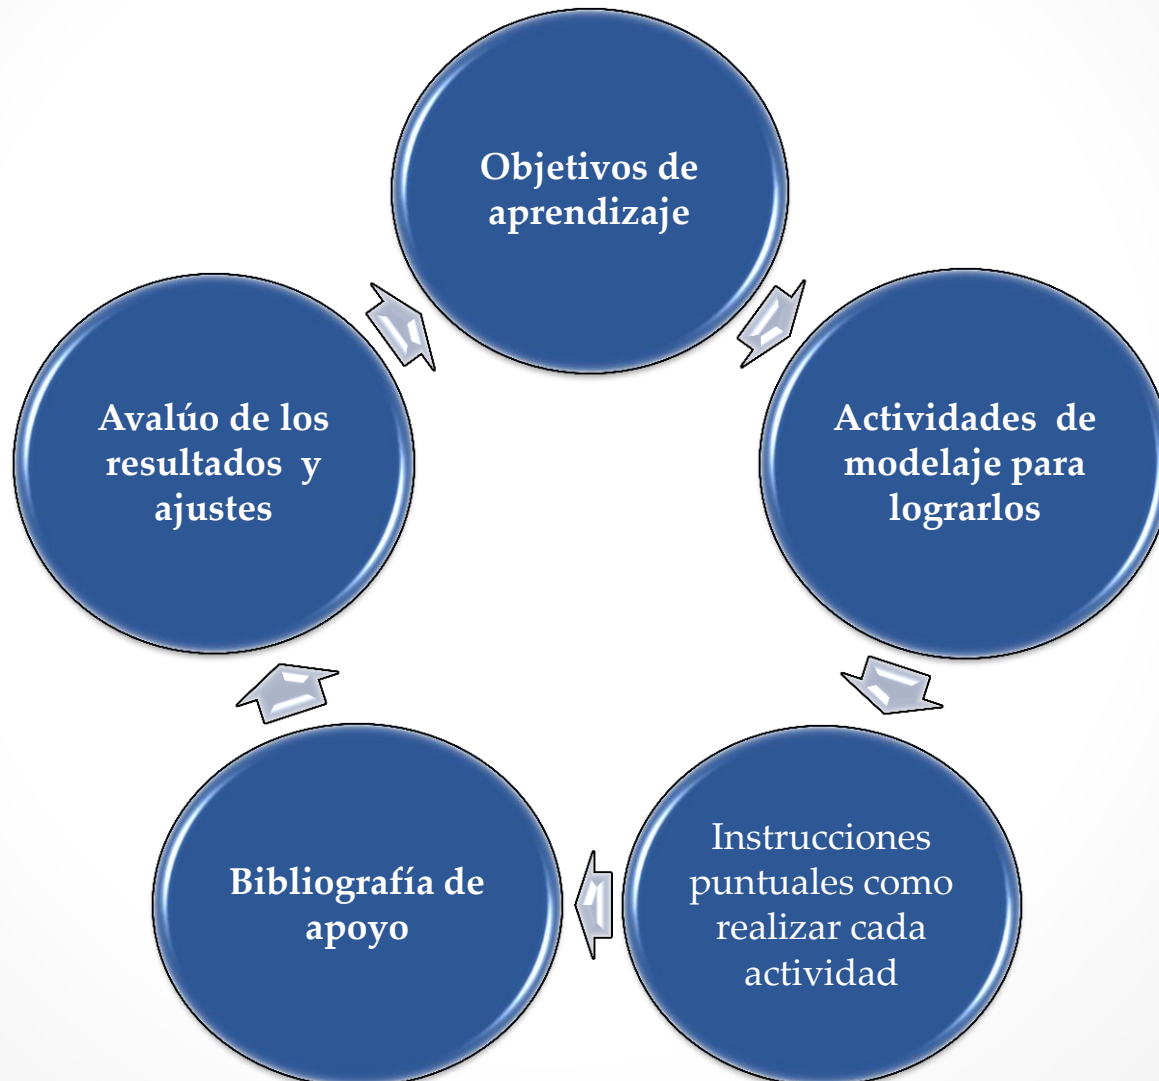 Objetivos de
aprendizaje
Actividades  de
modelaje para
lograrlos
Instrucciones
puntuales como
realizar cada
actividad
Bibliografía de
apoyo
Avalúo de los
resultados  y
ajustes